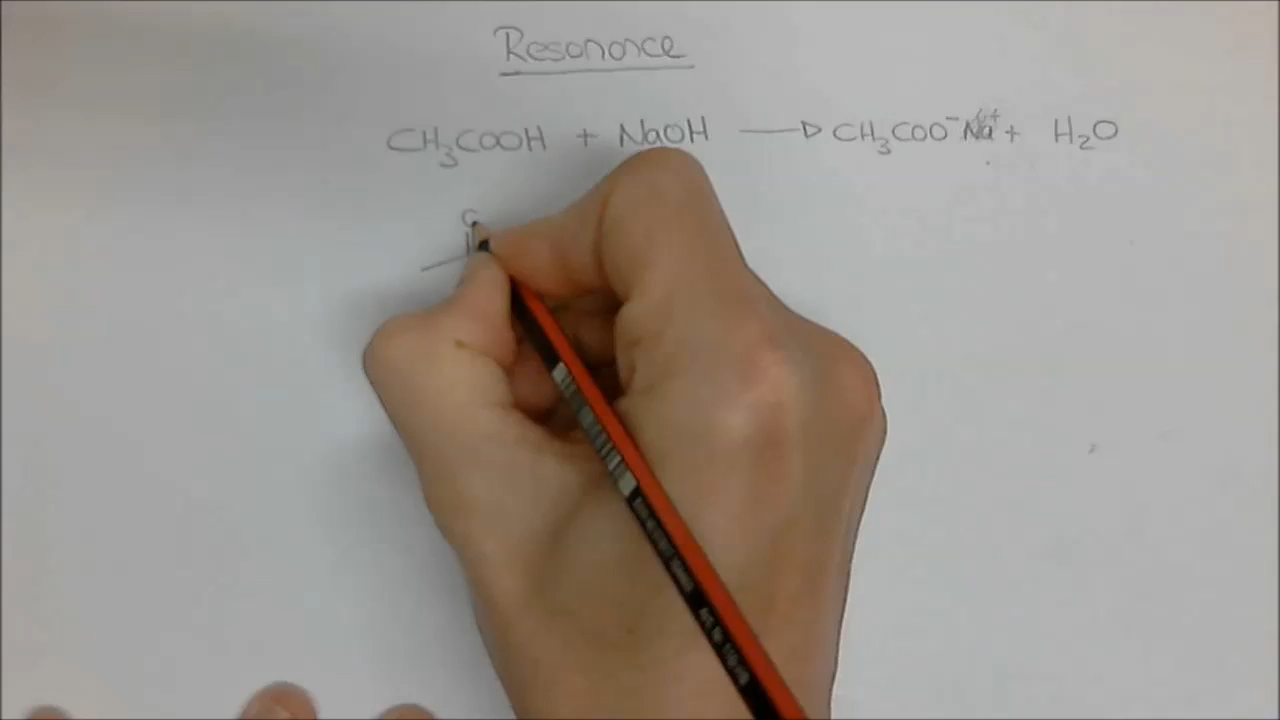 Resonance
CH₃COOH + NaOH → CH₃COO⁻Na⁺ + H₂O